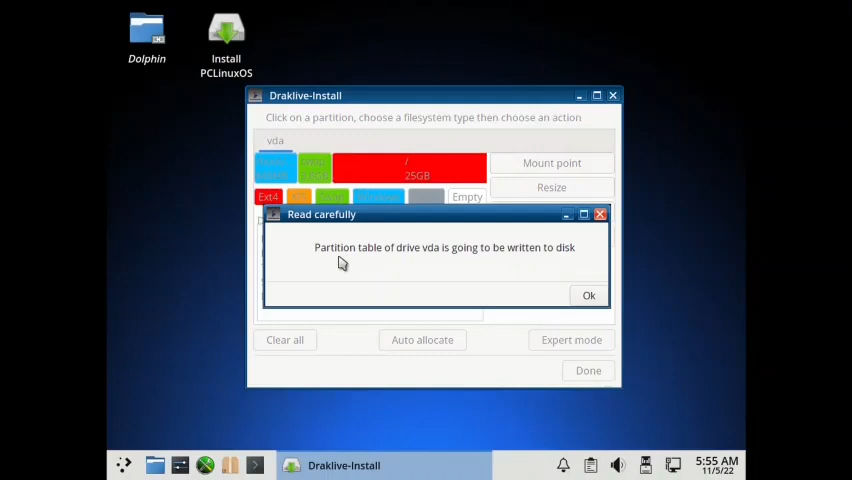 Dolphin
Install
PCLinuxOS
Draklive-Install
Click on a partition, choose a filesystem type then choose an action
vda
/
25GB
Mount point
Resize
Ext4
Empty
Read carefully
Partition table of drive vda is going to be written to disk
Ok
Clear all
Auto allocate
Expert mode
Done
Draklive-Install
5:55 AM
11/5/22